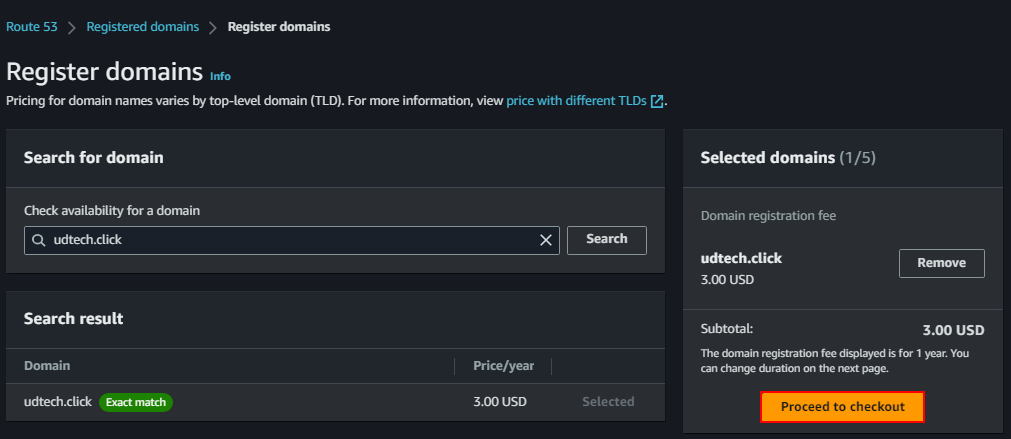 Route 53 > Registered domains > Register domains
Register domains Info
Pricing for domain names varies by top-level domain (TLD). For more information, view price with different TLDs.
Search for domain
Check availability for a domain
udtech.click
Search
Search result
Domain Price/year
udtech.click Exact match 3.00 USD Selected
Selected domains (1/5)
Domain registration fee
udtech.click
3.00 USD
Remove
Subtotal: 3.00 USD
The domain registration fee displayed is for 1 year. You
can change duration on the next page.
Proceed to checkout